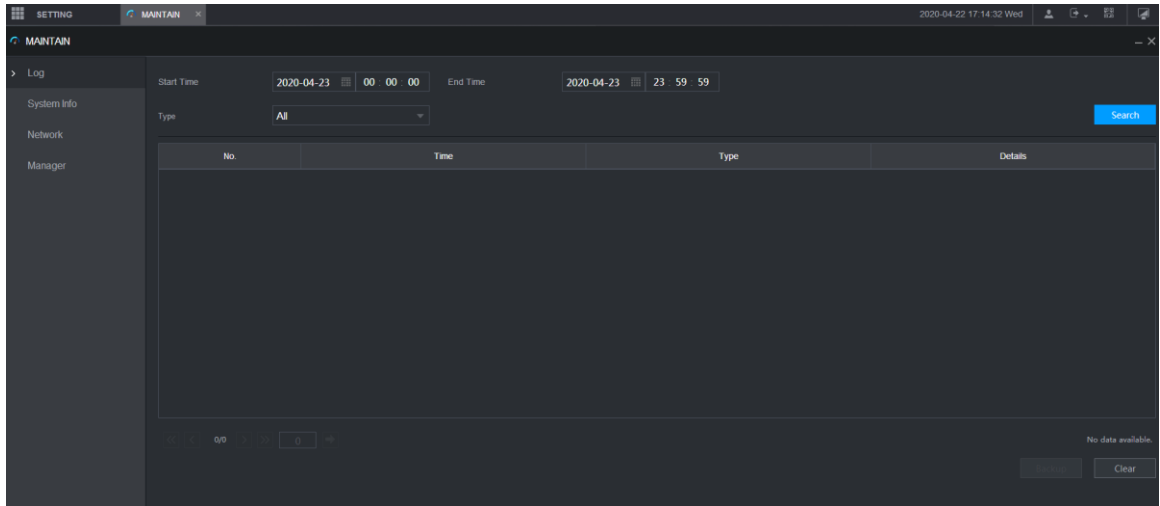 SETTING MAINTAIN × 2020-04-22 17:14:32 Wed
MAINTAIN
Log
System Info
Network
Manager
Start Time 2020-04-23 00 : 00 : 00 End Time 2020-04-23 23 : 59 : 59
Type All
Search
No. Time Type Details
0/0 0
No data available.
Backup Clear